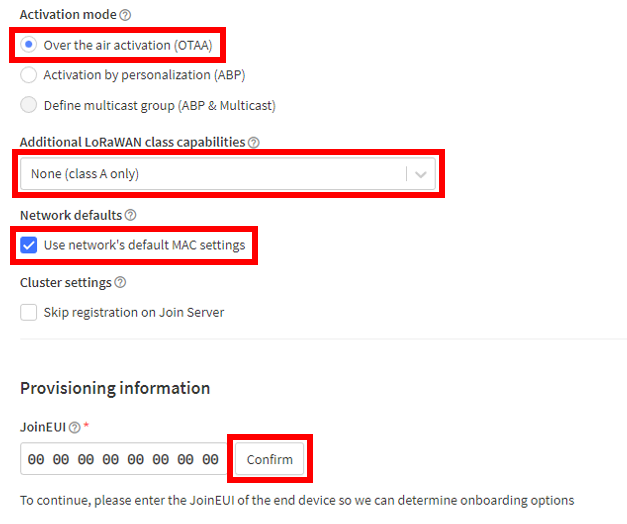 Activation mode
Over the air activation (OTAA)
Activation by personalization (ABP)
Define multicast group (ABP & Multicast)
Additional LoRaWAN class capabilities
None (class A only)
Network defaults
Use network's default MAC settings
Cluster settings
Skip registration on Join Server
Provisioning information
JoinEUI *
00 00 00 00 00 00 00 00 Confirm
To continue, please enter the JoinEUI of the end device so we can determine onboarding options